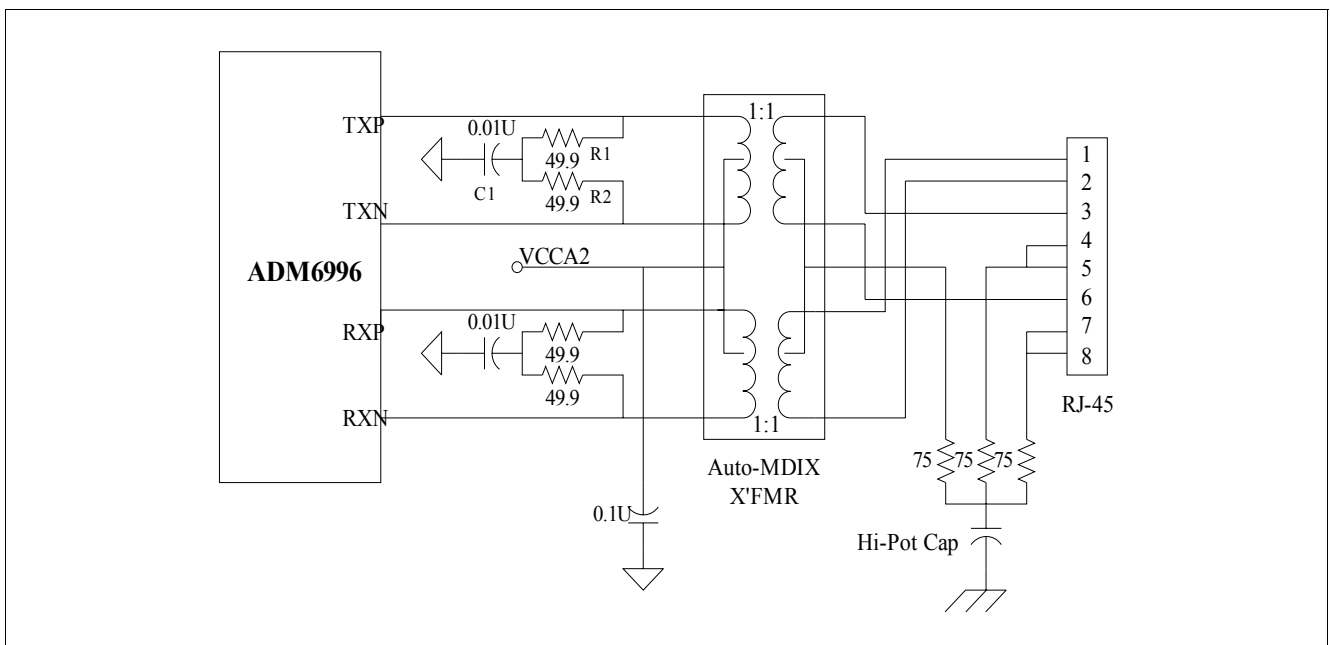 ADM6996
TXP
TXN
RXP
RXN
0.01U
C1
49.9
R1
49.9
R2
VCCA2
0.01U
49.9
49.9
0.1U
1:1
1:1
Auto-MDIX
X'FMR
1
2
3
4
5
6
7
8
RJ-45
75
75
75
Hi-Pot Cap